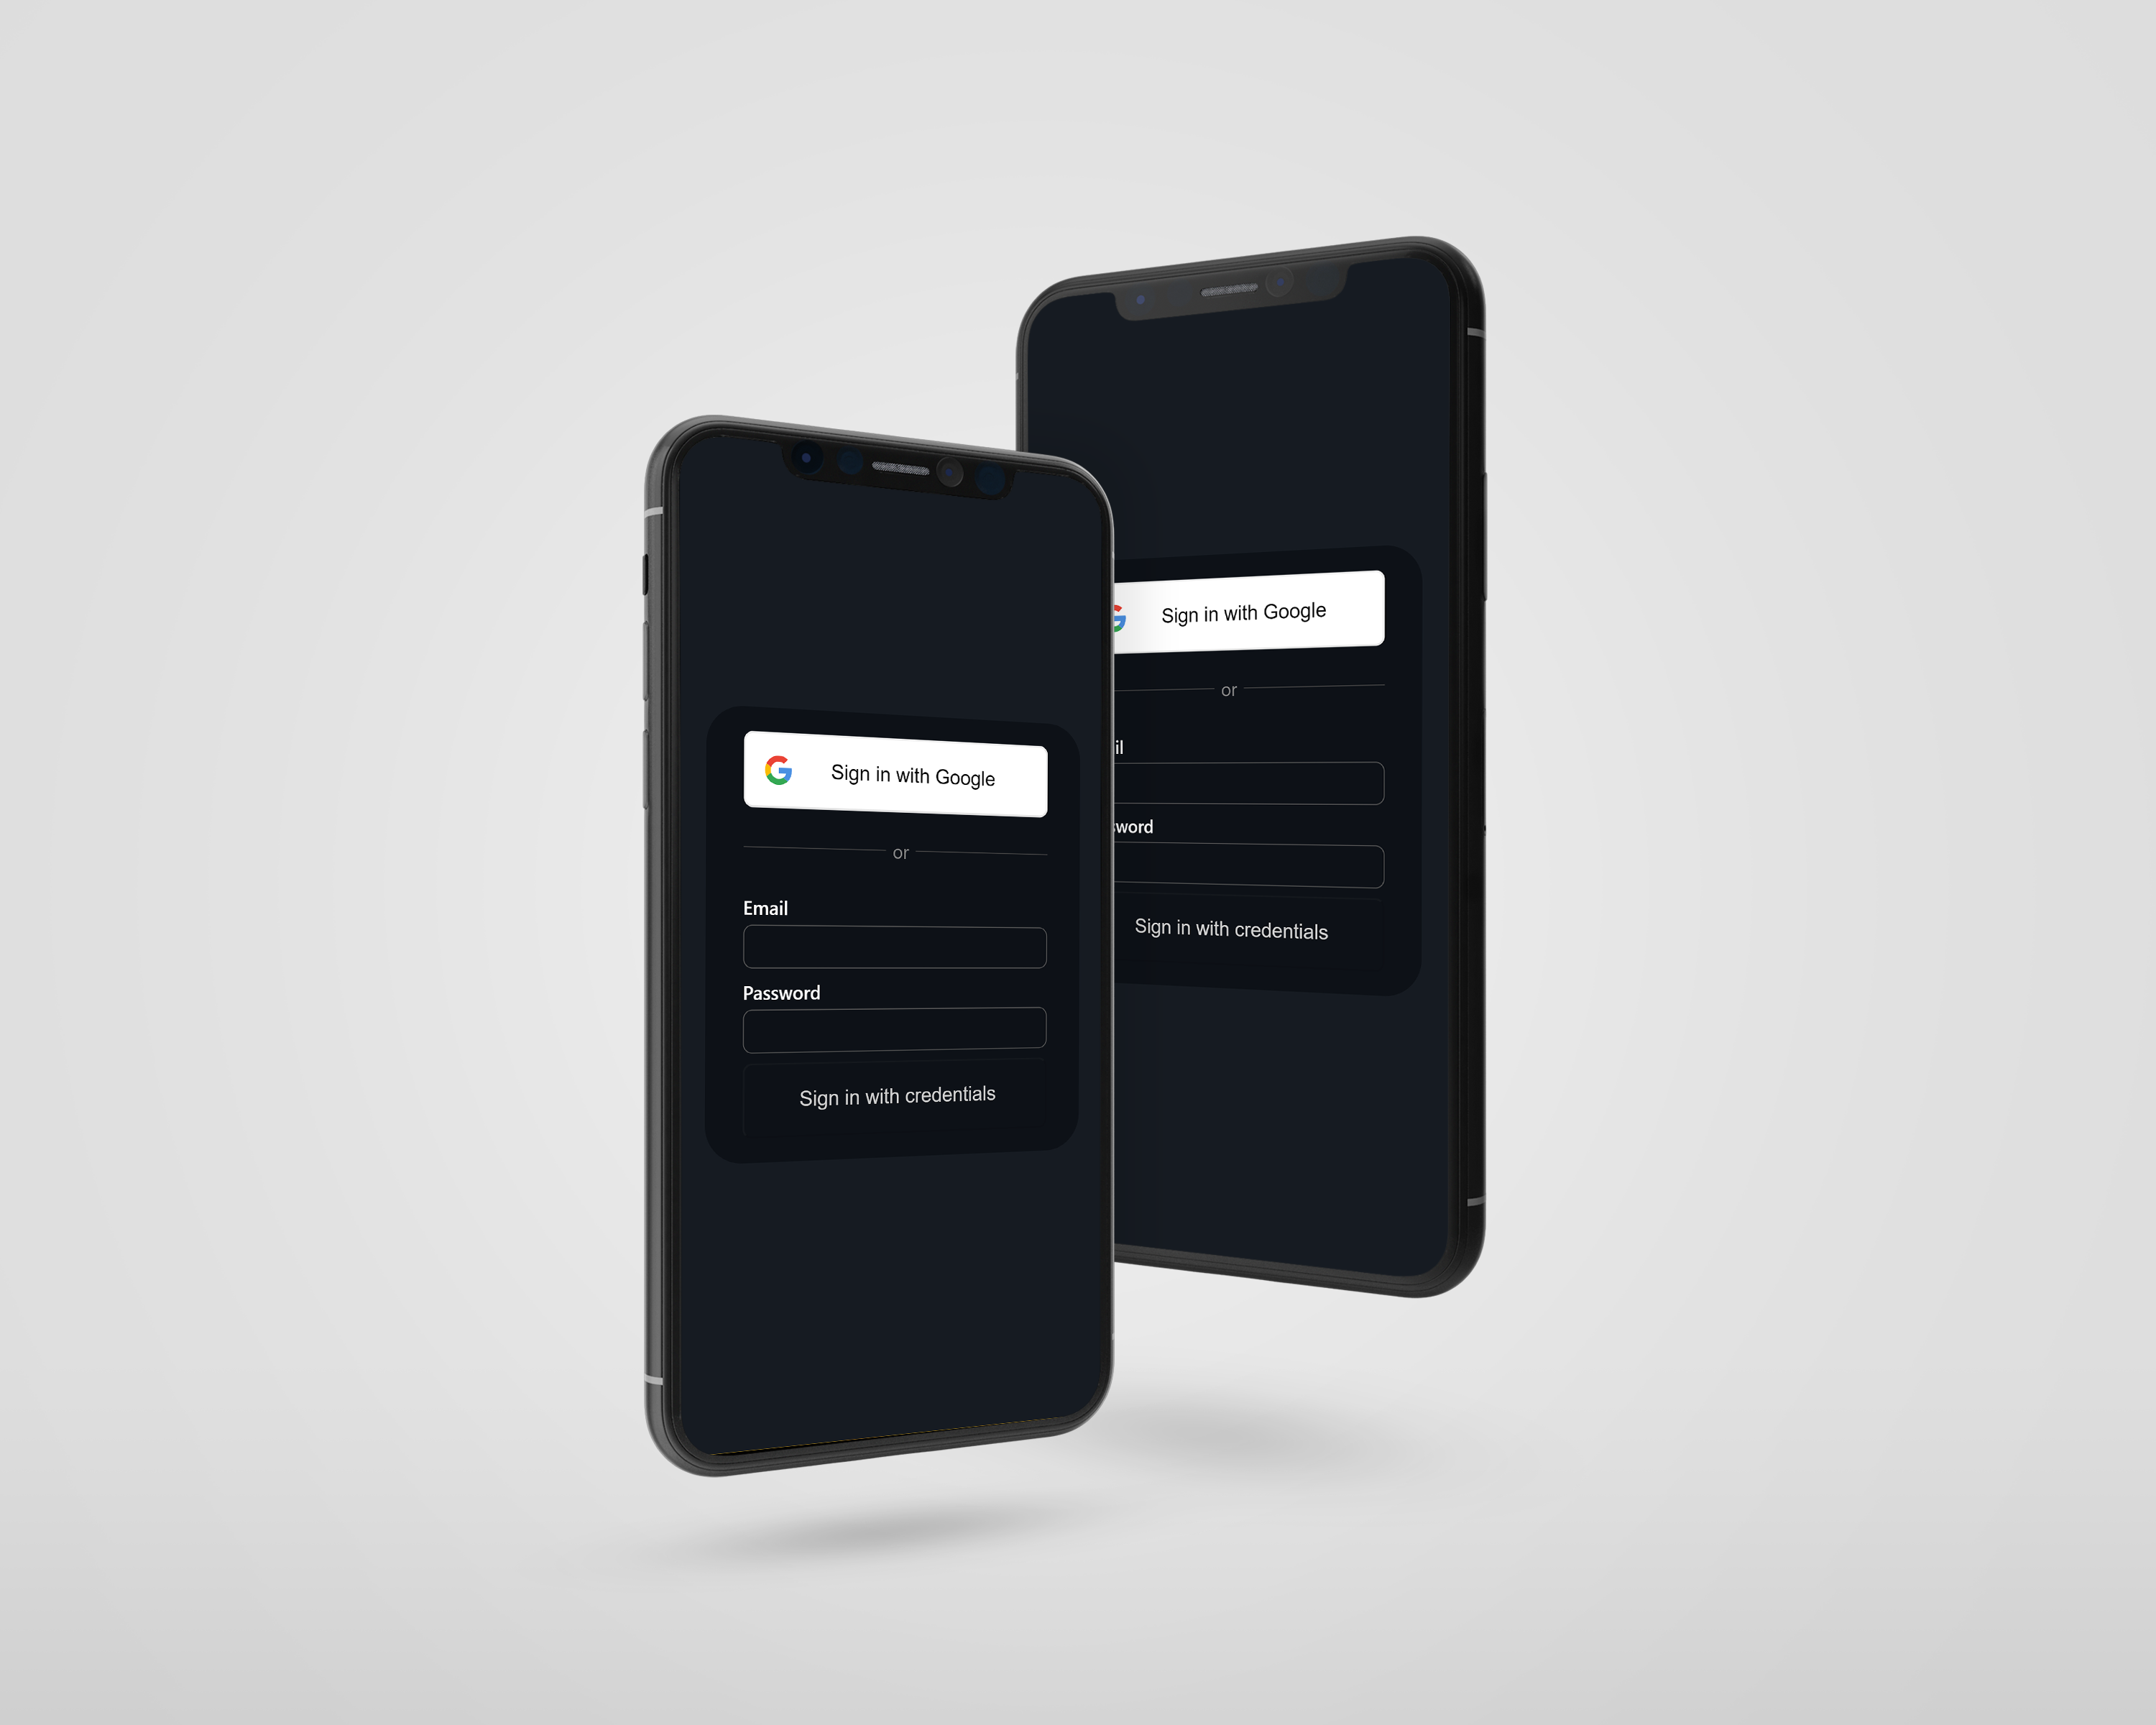 Sign in with Google
or
Email
Password
Sign in with credentials
Sign in with Google
or
il
sword
Sign in with credentials